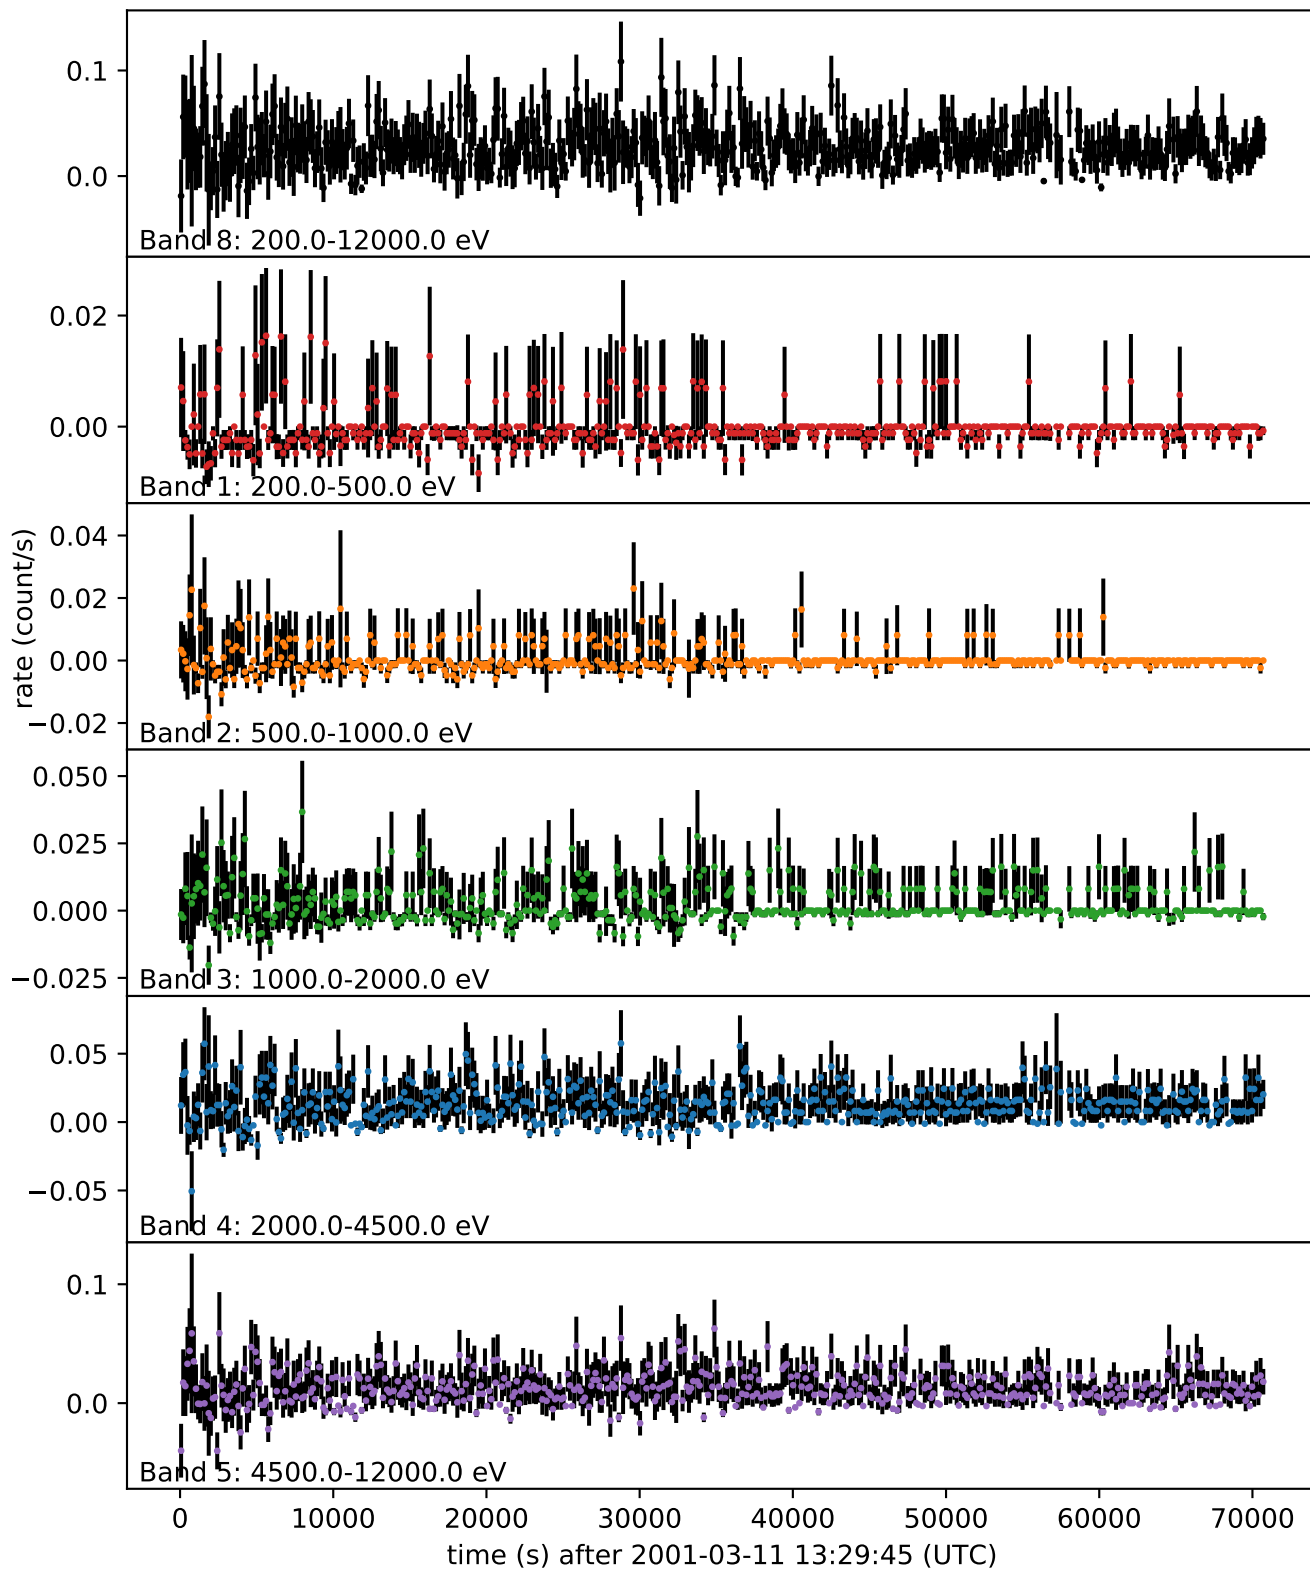 0.1
0.0
Band 8: 200.0-12000.0 eV
0.02
0.00
Band 1: 200.0-500.0 eV
rate (count/s)
0.04
0.02
0.00
−0.02
Band 2: 500.0-1000.0 eV
0.050
0.025
0.000
−0.025
Band 3: 1000.0-2000.0 eV
0.05
0.00
−0.05
Band 4: 2000.0-4500.0 eV
0.1
0.0
Band 5: 4500.0-12000.0 eV
0 10000 20000 30000 40000 50000 60000 70000
time (s) after 2001-03-11 13:29:45 (UTC)